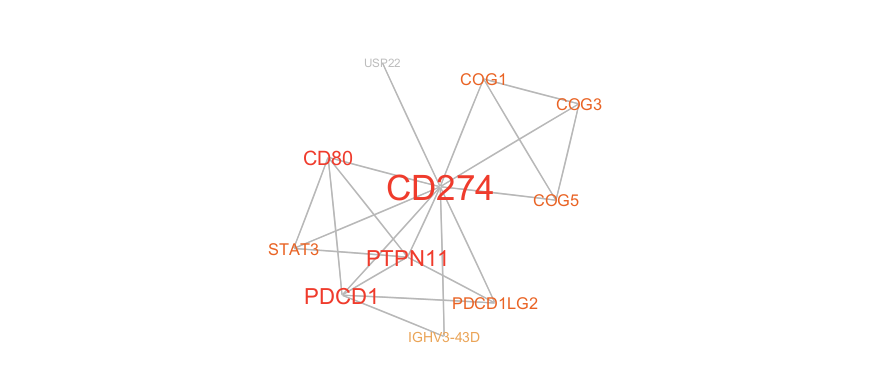 USP22
COG1
COG3
CD80
CD274
COG5
STAT3
PTPN11
PDCD1
PDCD1LG2
IGHV3-43D